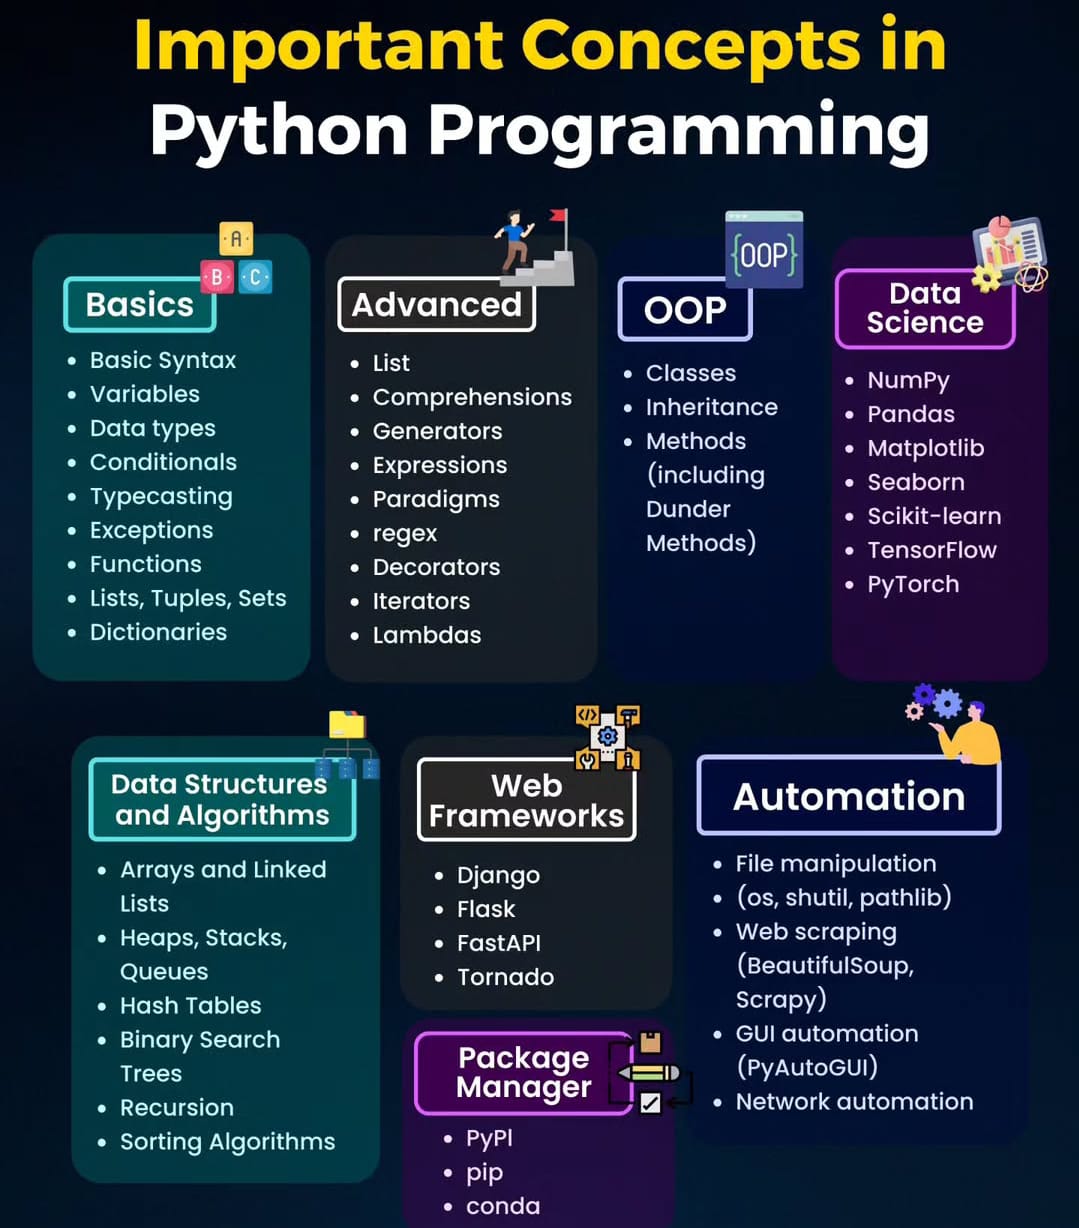 Important Concepts in
Python Programming
A
B
C
Basics
Basic Syntax
Variables
Data types
Conditionals
Typecasting
Exceptions
Functions
Lists, Tuples, Sets
Dictionaries
Advanced
List
Comprehensions
Generators
Expressions
Paradigms
regex
Decorators
Iterators
Lambdas
{OOP}
OOP
Classes
Inheritance
Methods
(including
Dunder
Methods)
Data
Science
NumPy
Pandas
Matplotlib
Seaborn
Scikit-learn
TensorFlow
PyTorch
Data Structures
and Algorithms
Arrays and Linked
Lists
Heaps, Stacks,
Queues
Hash Tables
Binary Search
Trees
Recursion
Sorting Algorithms
</>
Web
Frameworks
Django
Flask
FastAPI
Tornado
Package
Manager
PyPl
pip
conda
Automation
File manipulation
(os, shutil, pathlib)
Web scraping
(BeautifulSoup,
Scrapy)
GUI automation
(PyAutoGUI)
Network automation